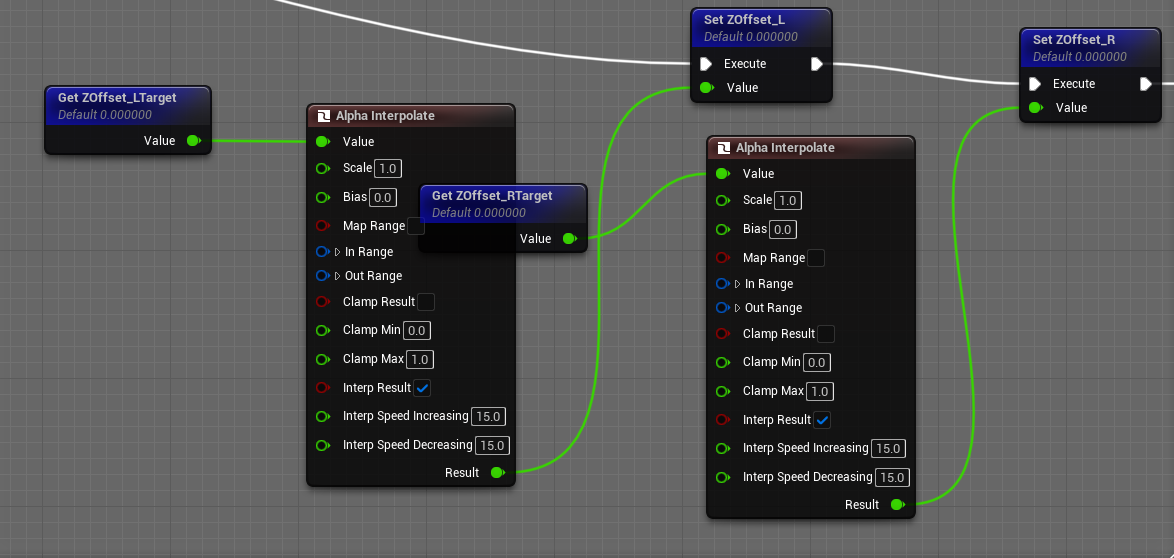 Set ZOffset_L
Default 0.000000
Execute
Value
Set ZOffset_R
Default 0.000000
Execute
Value
Get ZOffset_LTarget
Default 0.000000
Value
Alpha Interpolate
Value
Scale 1.0
Bias 0.0
Map Range
In Range
Out Range
Clamp Result
Clamp Min 0.0
Clamp Max 1.0
Interp Result
Interp Speed Increasing 15.0
Interp Speed Decreasing 15.0
Result
Get ZOffset_RTarget
Default 0.000000
Value
Alpha Interpolate
Value
Scale 1.0
Bias 0.0
Map Range
In Range
Out Range
Clamp Result
Clamp Min 0.0
Clamp Max 1.0
Interp Result
Interp Speed Increasing 15.0
Interp Speed Decreasing 15.0
Result